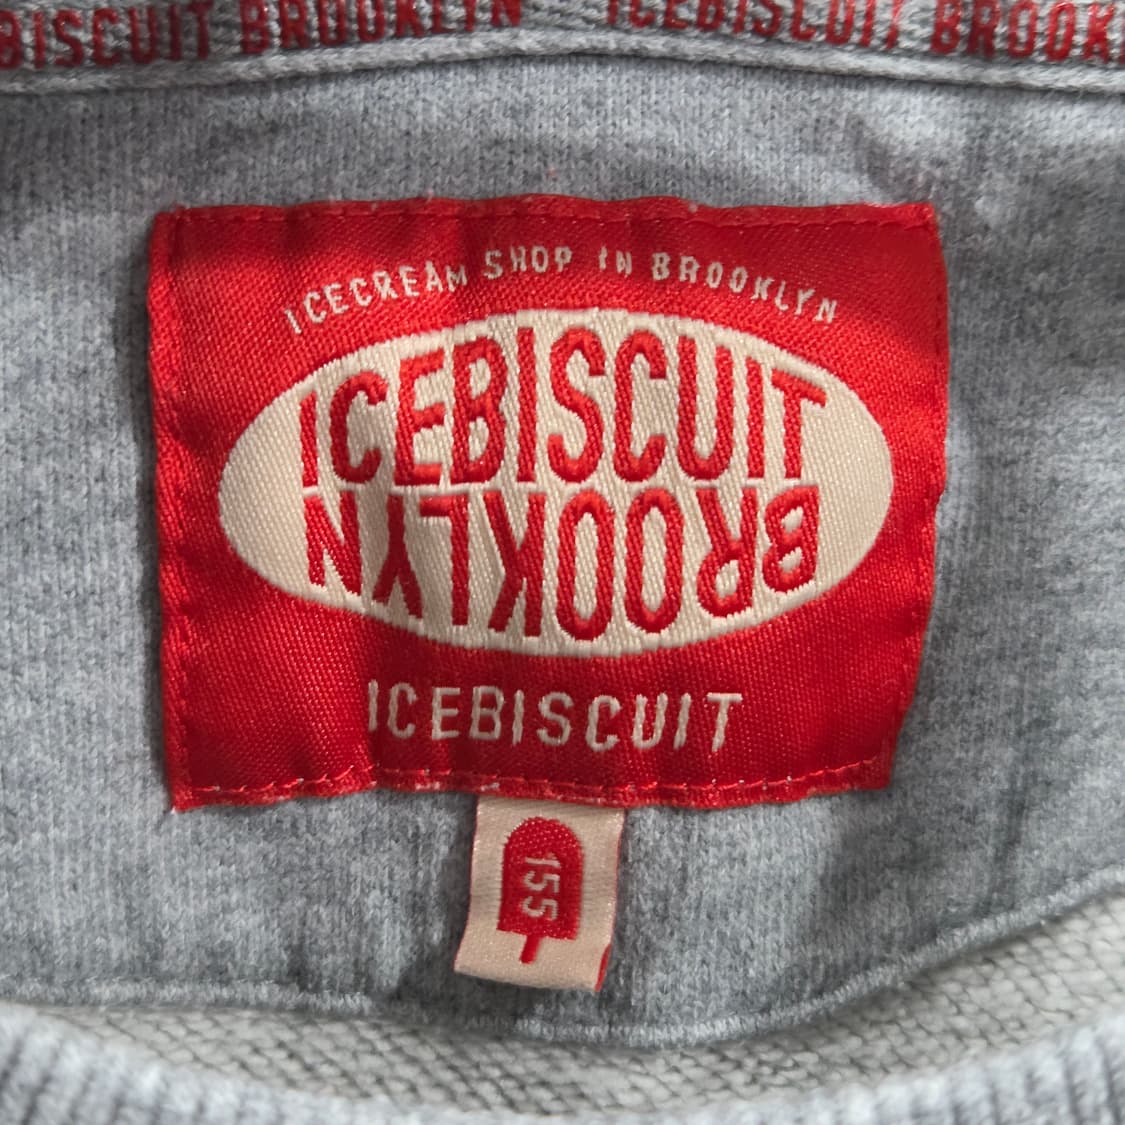 BISCUIT BROOKLYN ICEBISCUIT BROOK
ICECREAM SHOP IN BROOKLYN
ICEBISCUIT
BROOKLYN
ICEBISCUIT
155